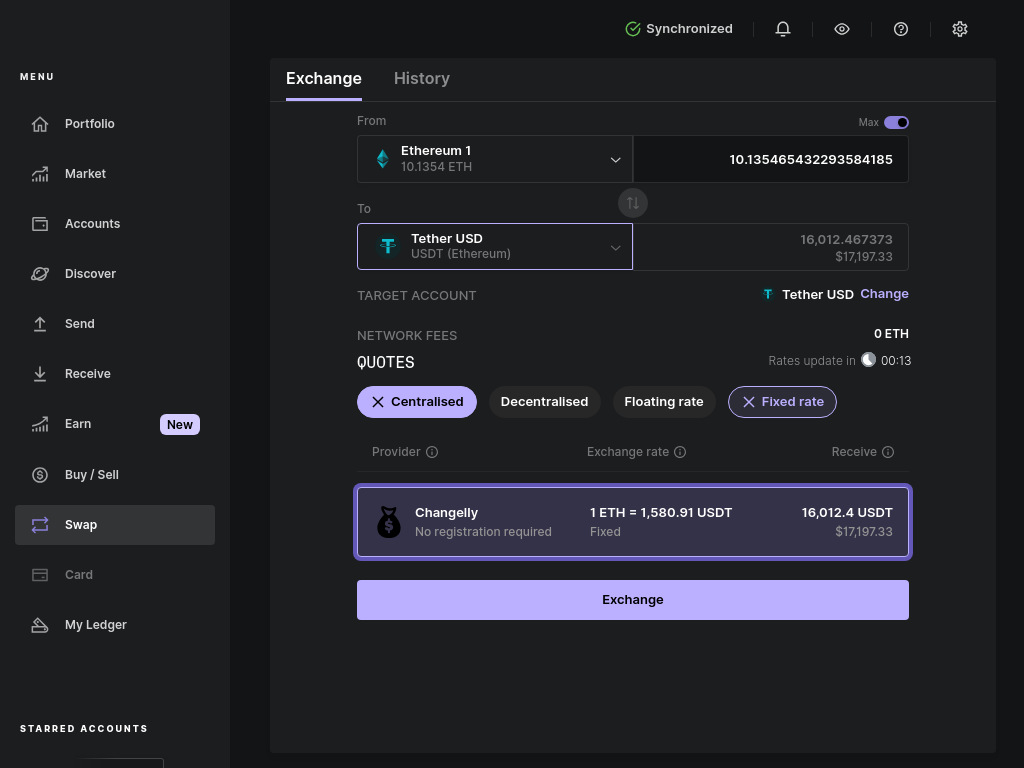 Synchronized
MENU
Portfolio
Market
Accounts
Discover
Send
Receive
Earn New
Buy / Sell
Swap
Card
My Ledger
STARRED ACCOUNTS
Exchange History
From Max
Ethereum 1
10.1354 ETH
10.135465432293584185
To
Tether USD
USDT (Ethereum)
16,012.467373
$17,197.33
TARGET ACCOUNT Tether USD Change
NETWORK FEES 0 ETH
QUOTES Rates update in 00:13
Centralised Decentralised Floating rate Fixed rate
Provider Exchange rate Receive
Changelly 1 ETH = 1,580.91 USDT 16,012.4 USDT
No registration required Fixed $17,197.33
Exchange